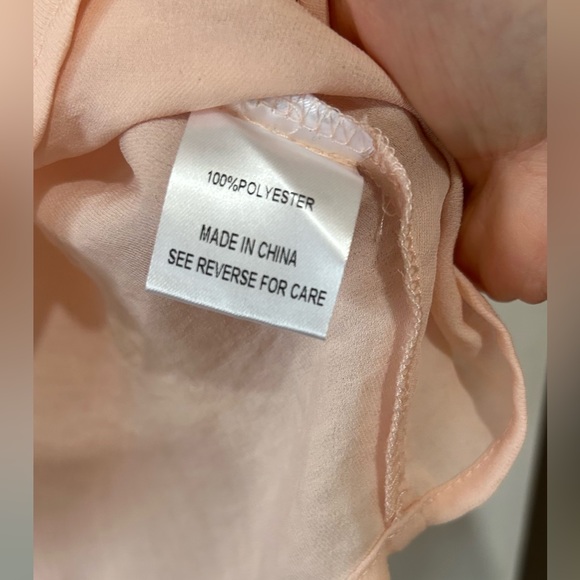 100%POLYESTER
MADE IN CHINA
SEE REVERSE FOR CARE